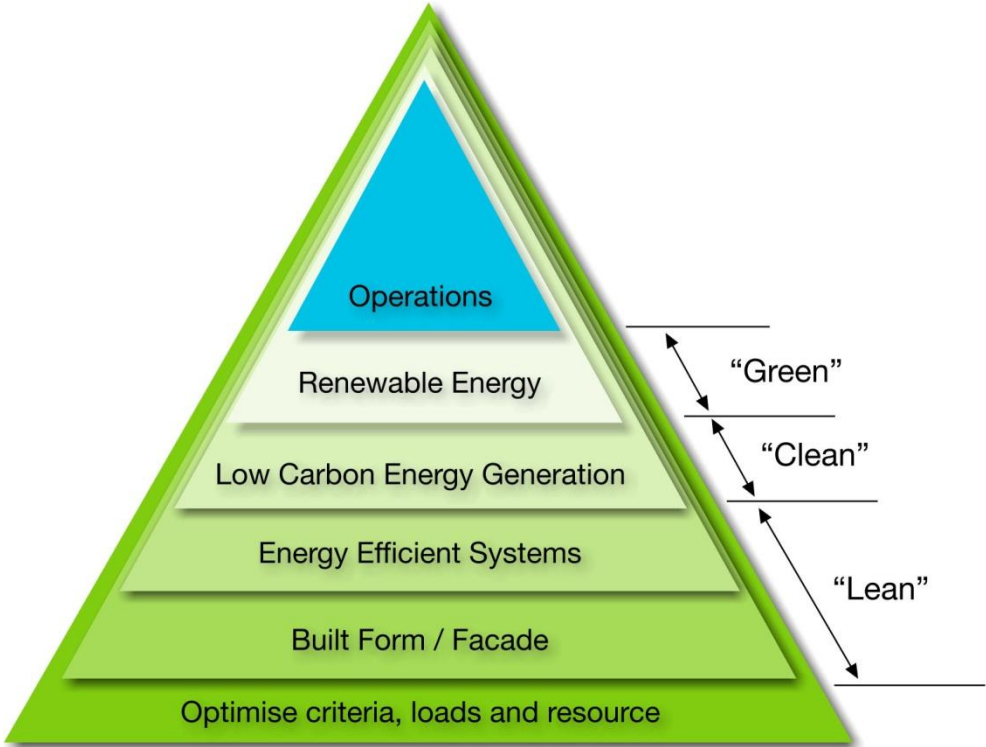 Operations
Renewable Energy
“Green”
Low Carbon Energy Generation
“Clean”
Energy Efficient Systems
“Lean”
Built Form / Facade
Optimise criteria, loads and resource